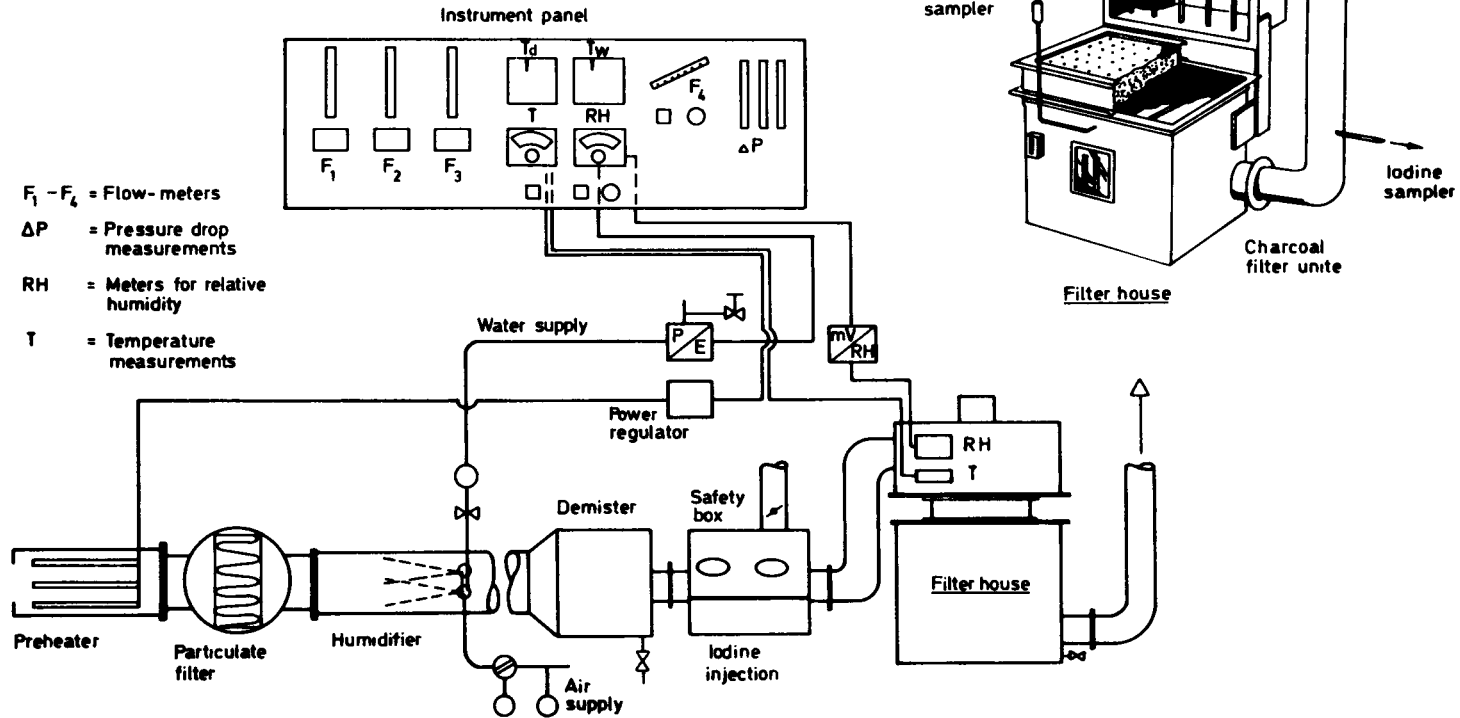 Instrument panel
Td
Tw
F1
F2
F3
T
RH
F4
ΔP
F1 - F4 = Flow-meters
ΔP = Pressure drop
measurements
RH = Meters for relative
humidity
T = Temperature
measurements
sampler
Iodine
sampler
Charcoal
filter unite
Filter house
Water supply
P
E
mV
RH
Power
regulator
RH
T
Demister
Safety
box
Filter house
Preheater
Particulate
filter
Humidifier
Iodine
injection
Air
supply